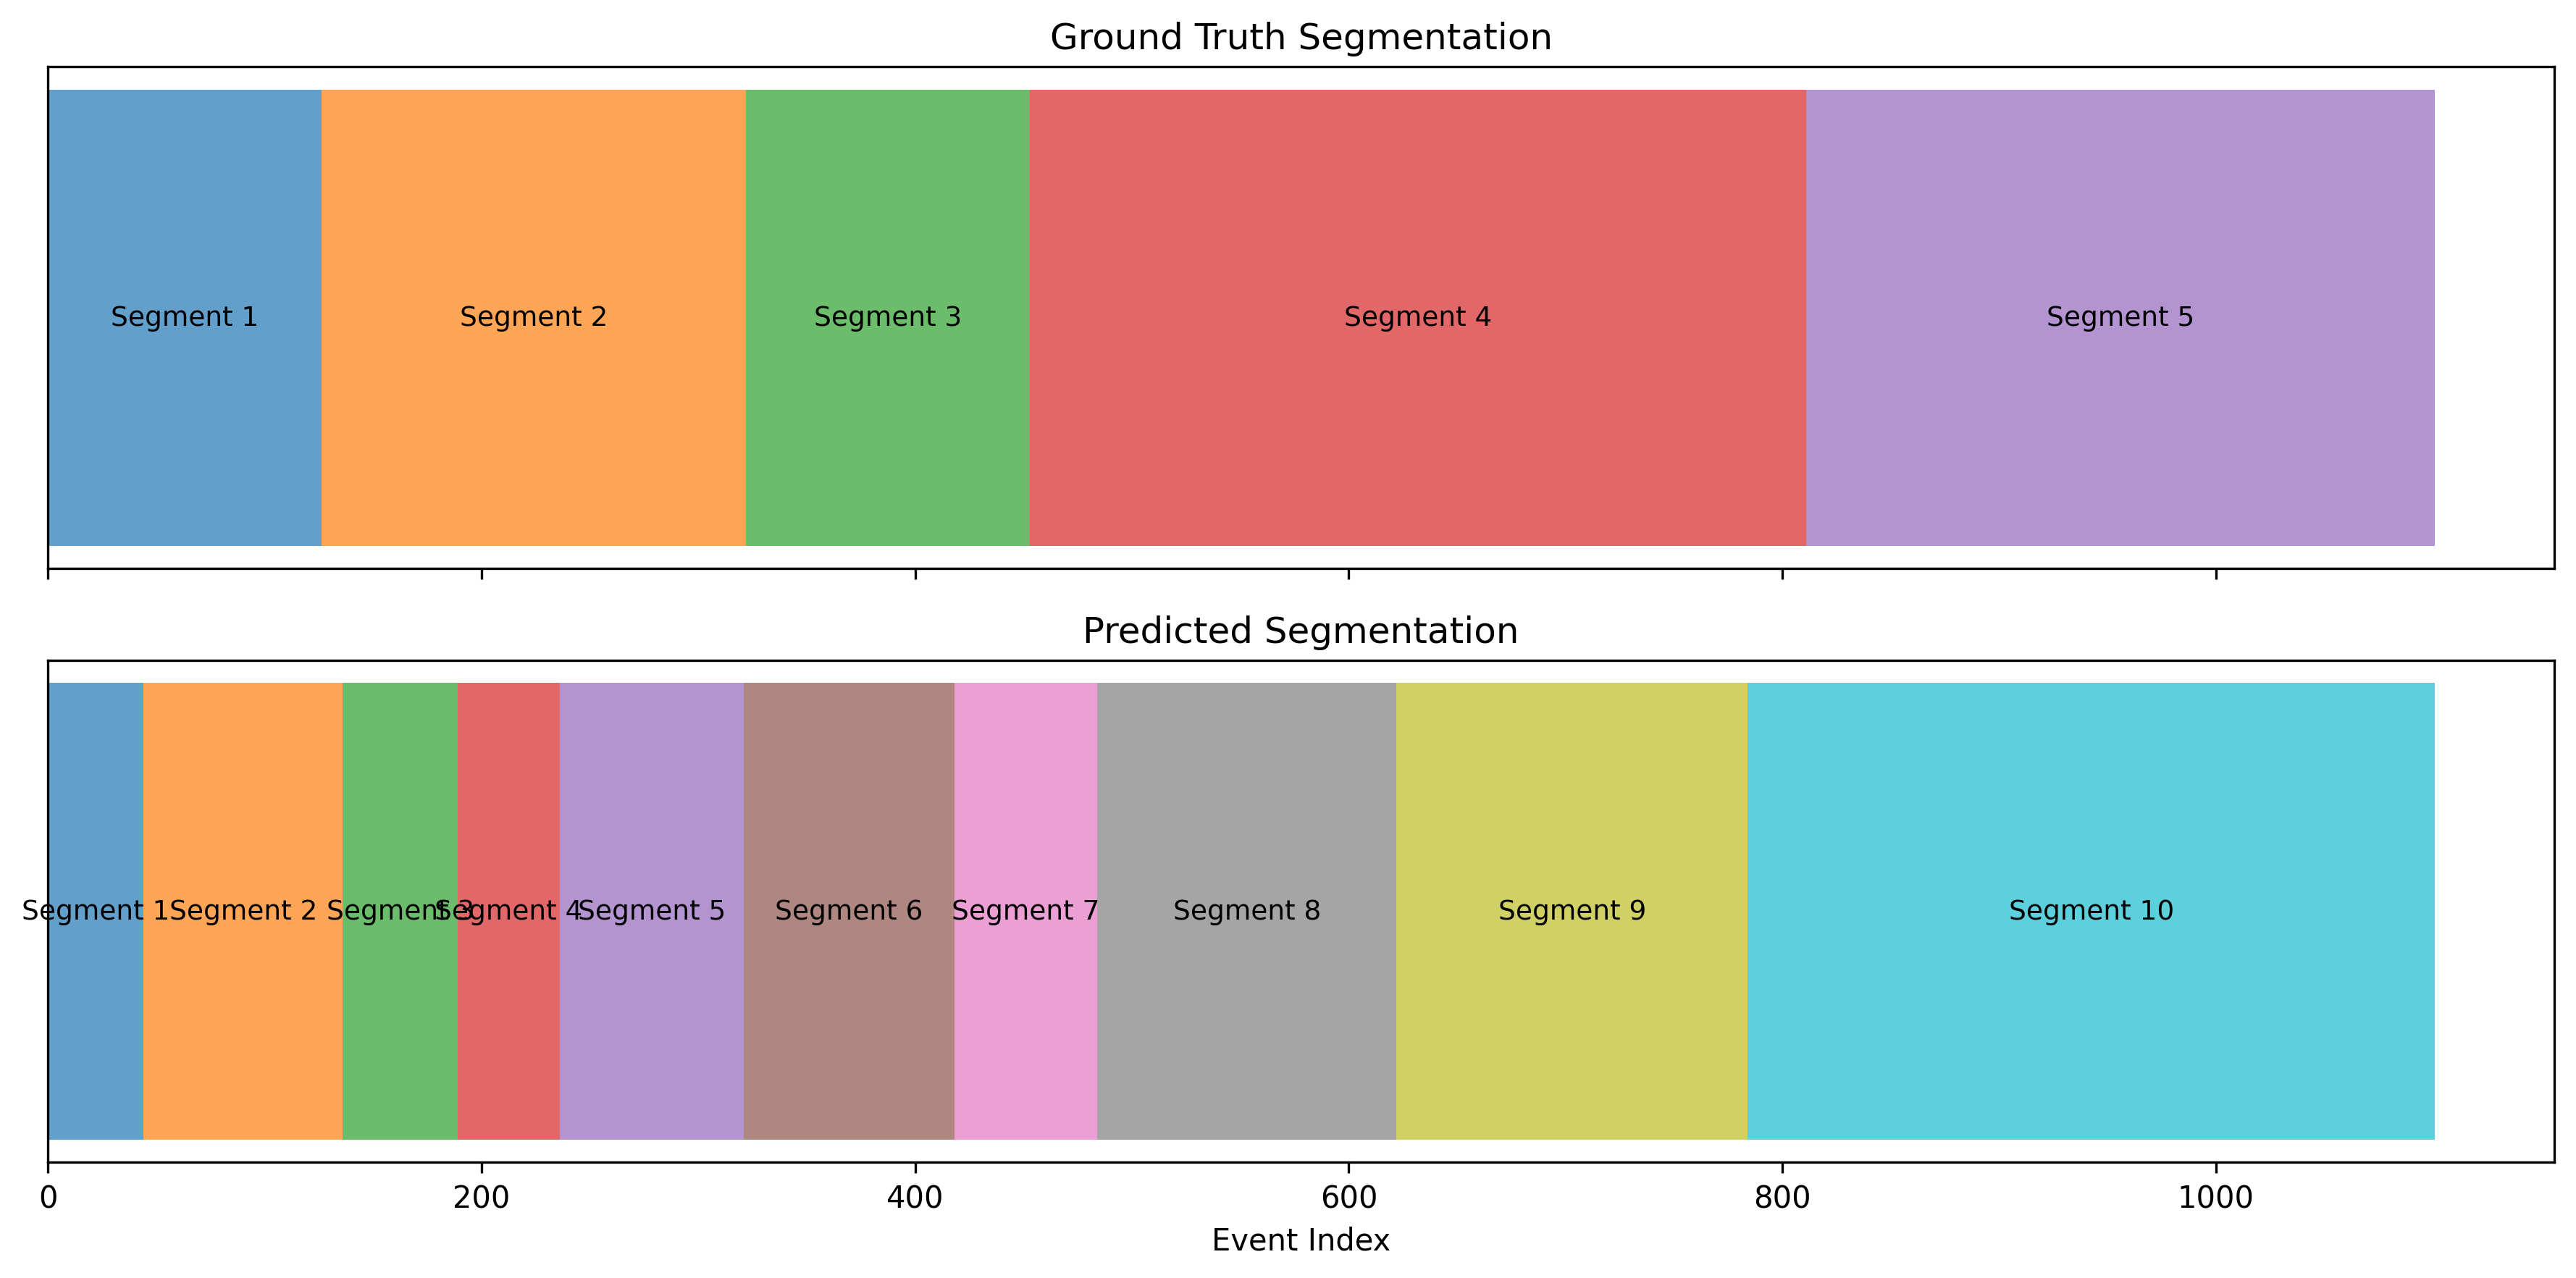 Ground Truth Segmentation
Segment 1 Segment 2 Segment 3 Segment 4 Segment 5
Predicted Segmentation
Segment 1 Segment 2 Segment 3 Segment 4 Segment 5 Segment 6 Segment 7 Segment 8 Segment 9 Segment 10
0 200 400 600 800 1000
Event Index